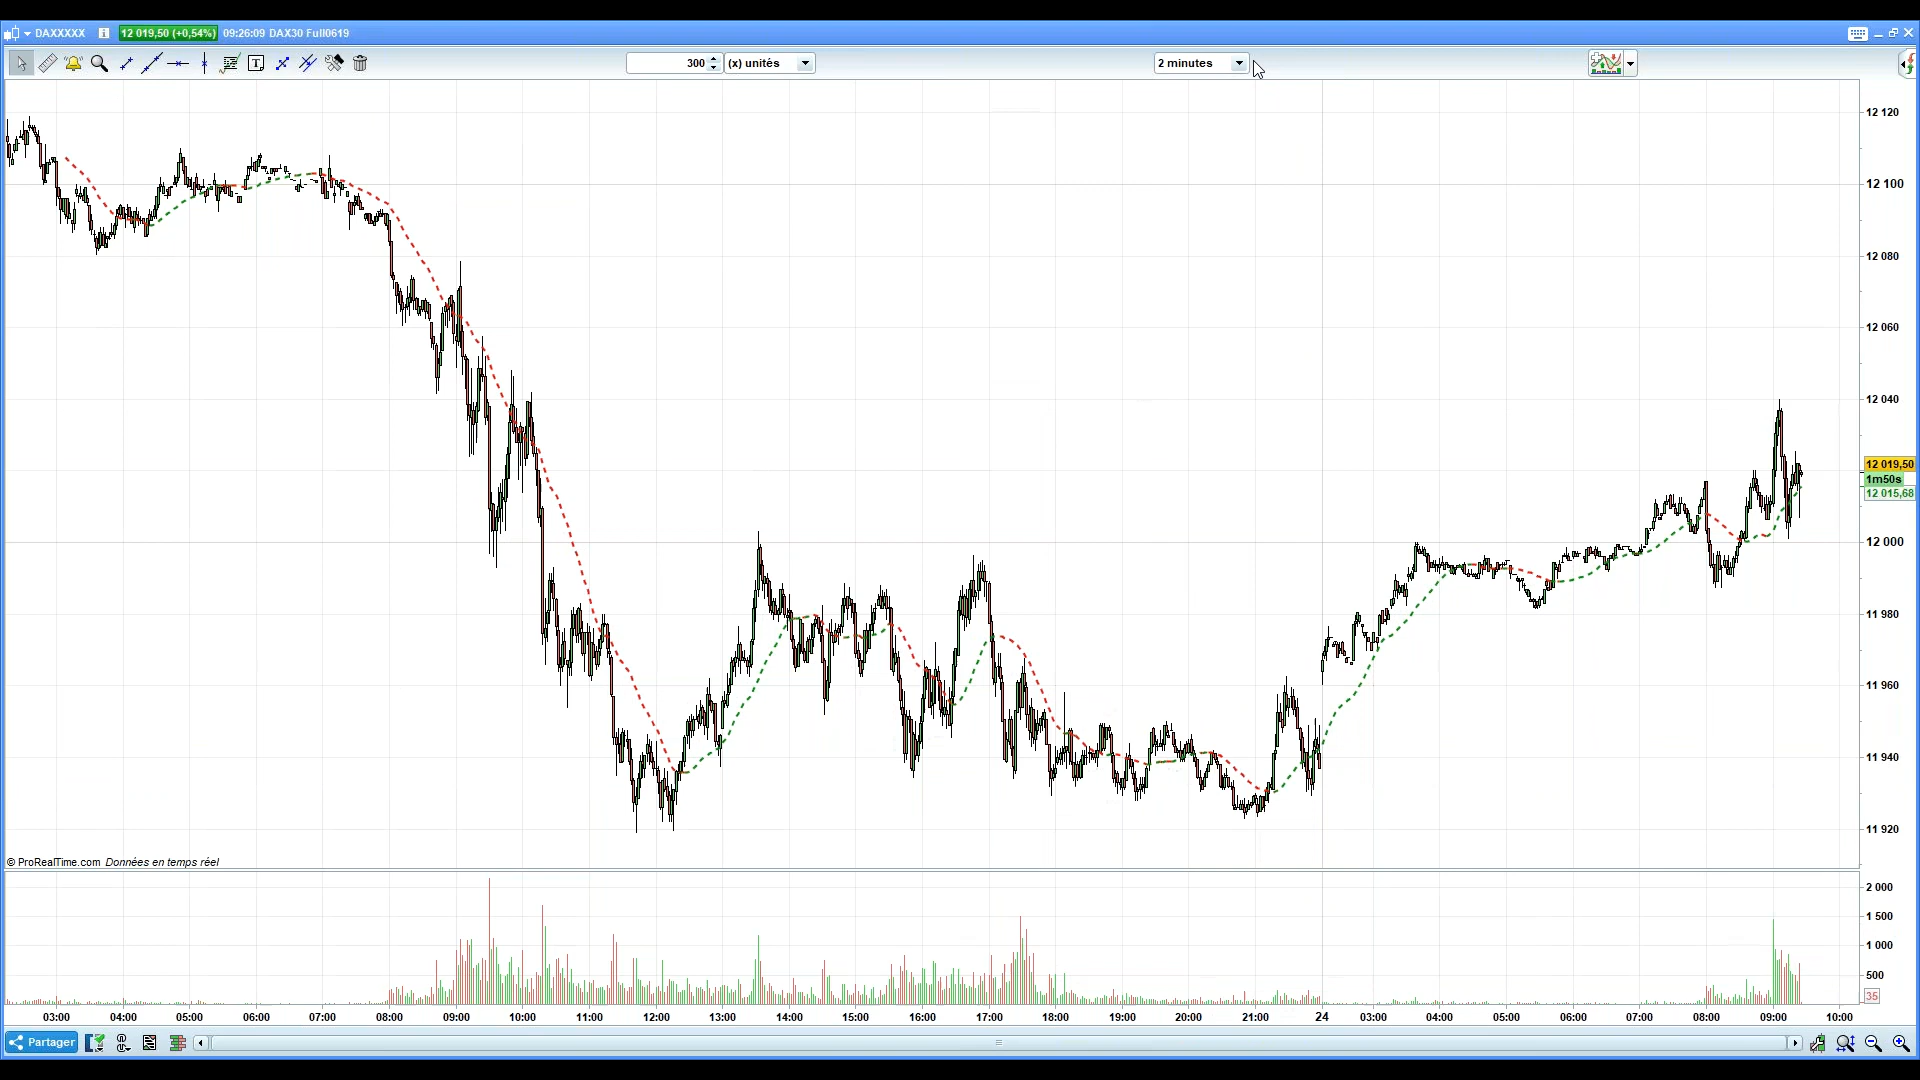 DAXXXXX 12 019,50 (+0,54%) 09:26:09 DAX30 Full0619
300 (x) unités 2 minutes
12 120
12 100
12 080
12 060
12 040
12 019,50
1m50s
12 015,68
12 000
11 980
11 960
11 940
11 920
© ProRealTime.com Données en temps réel
2 000
1 500
1 000
500
35
03:00 04:00 05:00 06:00 07:00 08:00 09:00 10:00 11:00 12:00 13:00 14:00 15:00 16:00 17:00 18:00 19:00 20:00 21:00 24 03:00 04:00 05:00 06:00 07:00 08:00 09:00 10:00
Partager